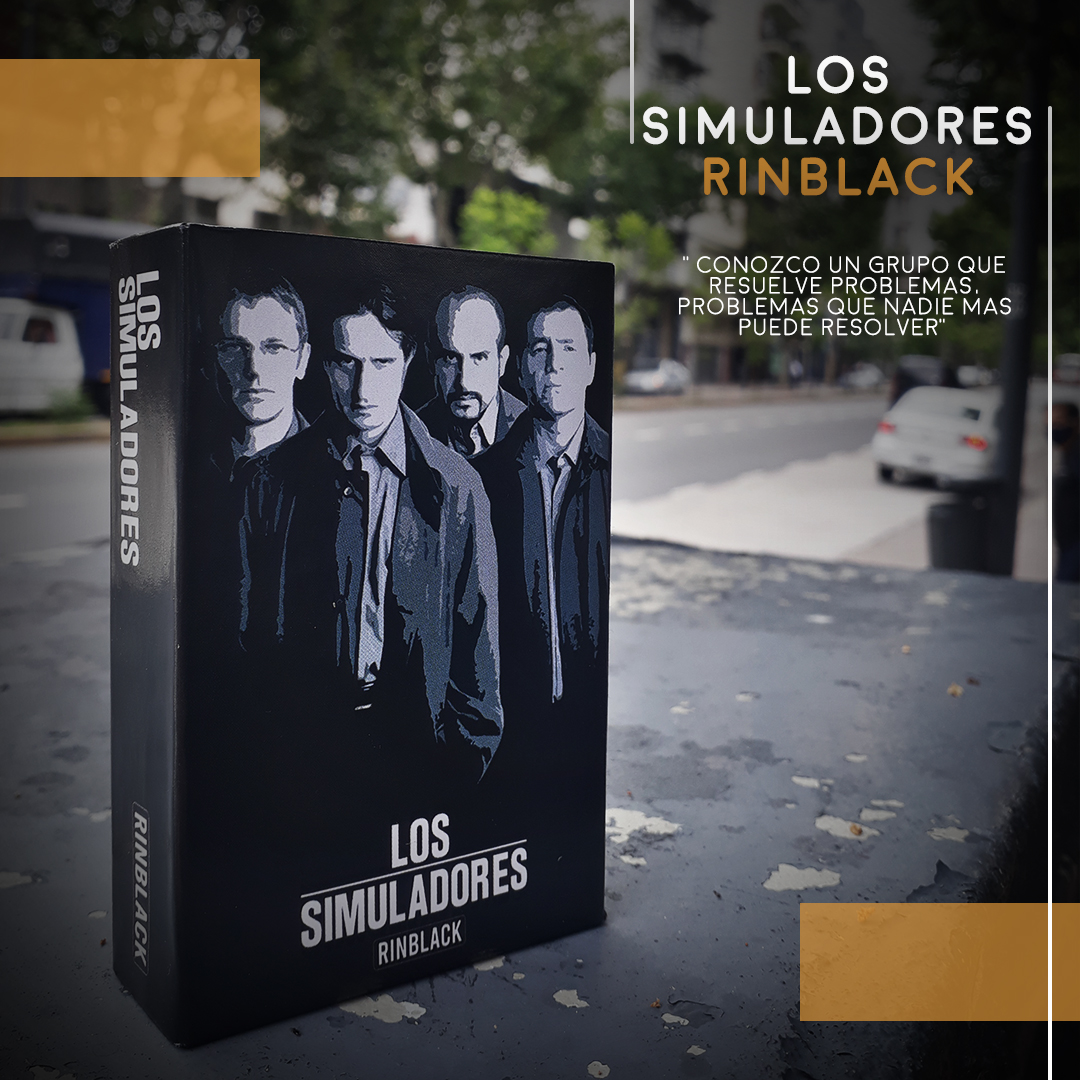 LOS
SIMULADORES
RINBLACK
" CONOZCO UN GRUPO QUE
RESUELVE PROBLEMAS.
PROBLEMAS QUE NADIE MAS
PUEDE RESOLVER"
LOS
SIMULADORES
RINBLACK
LOS
SIMULADORES
RINBLACK